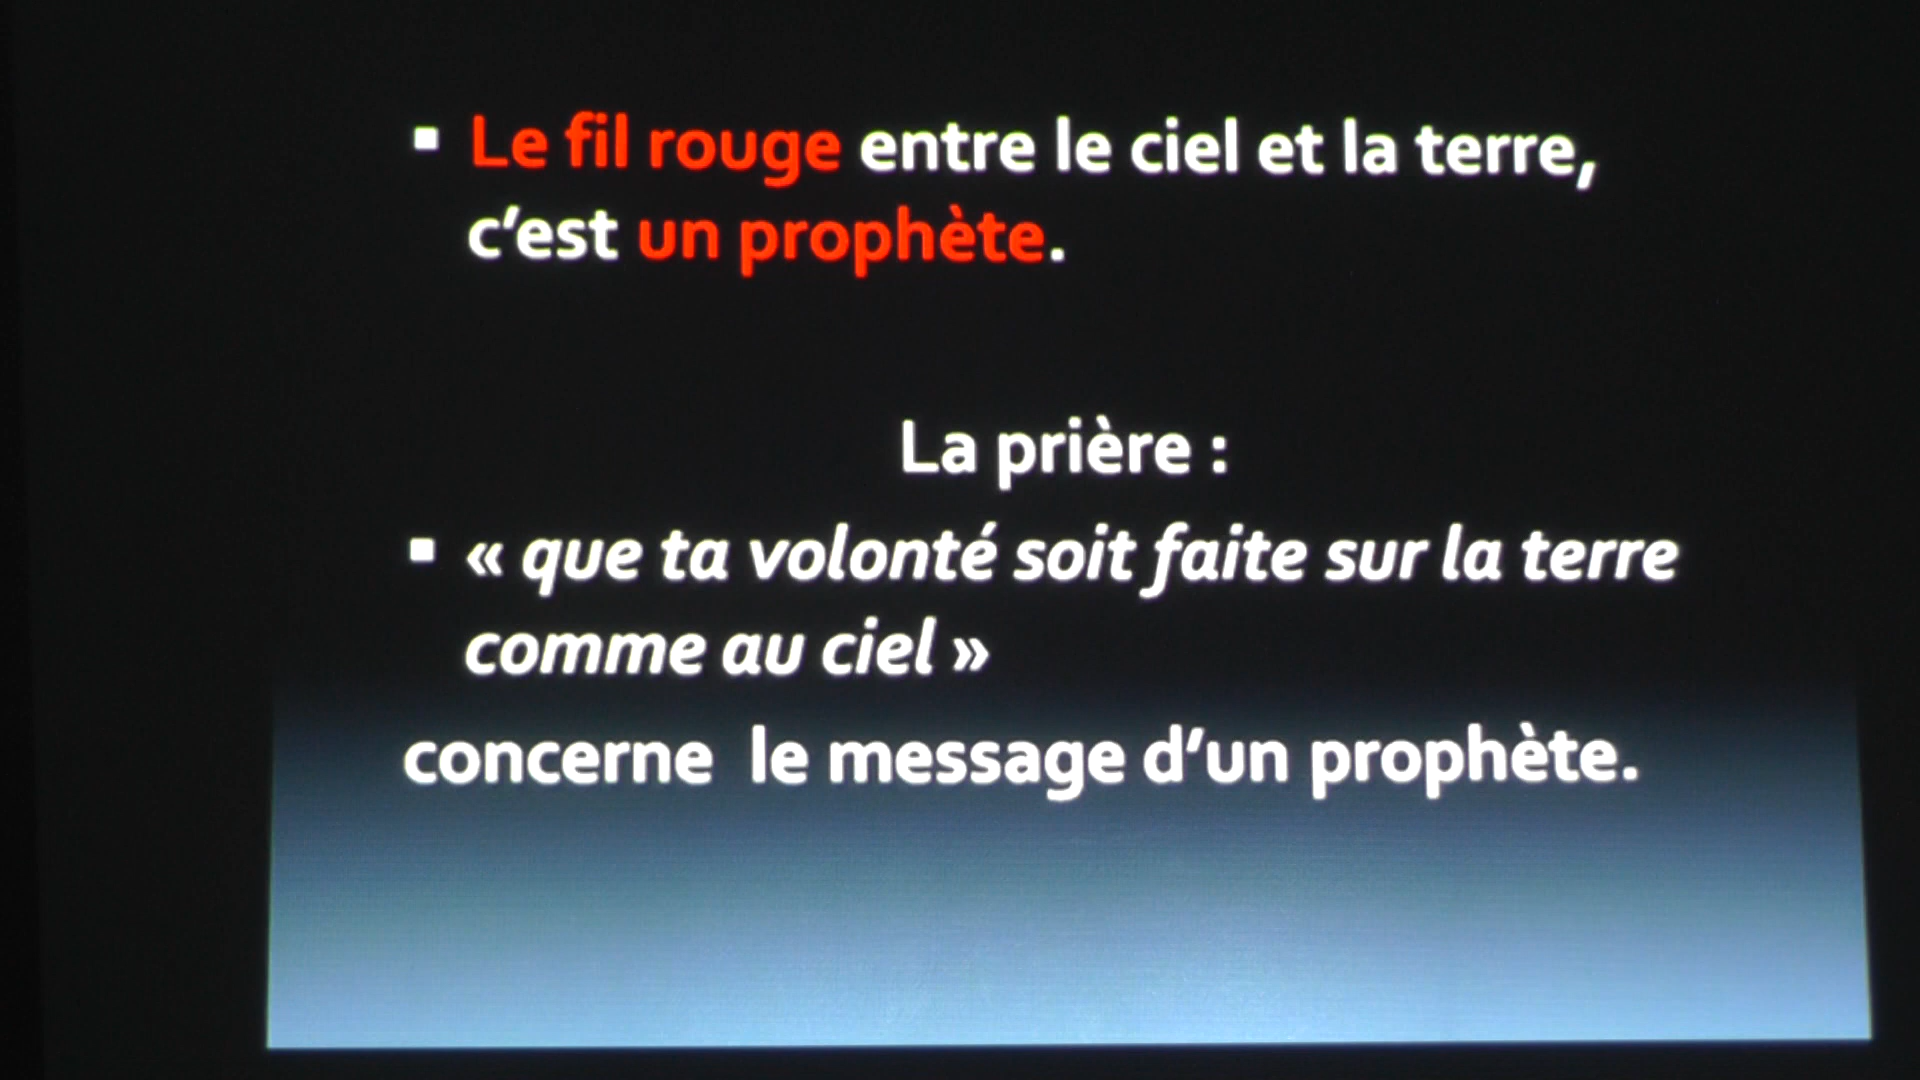 ▪ Le fil rouge entre le ciel et la terre,
c’est un prophète.
La prière :
▪ « que ta volonté soit faite sur la terre
comme au ciel »
concerne  le message d’un prophète.